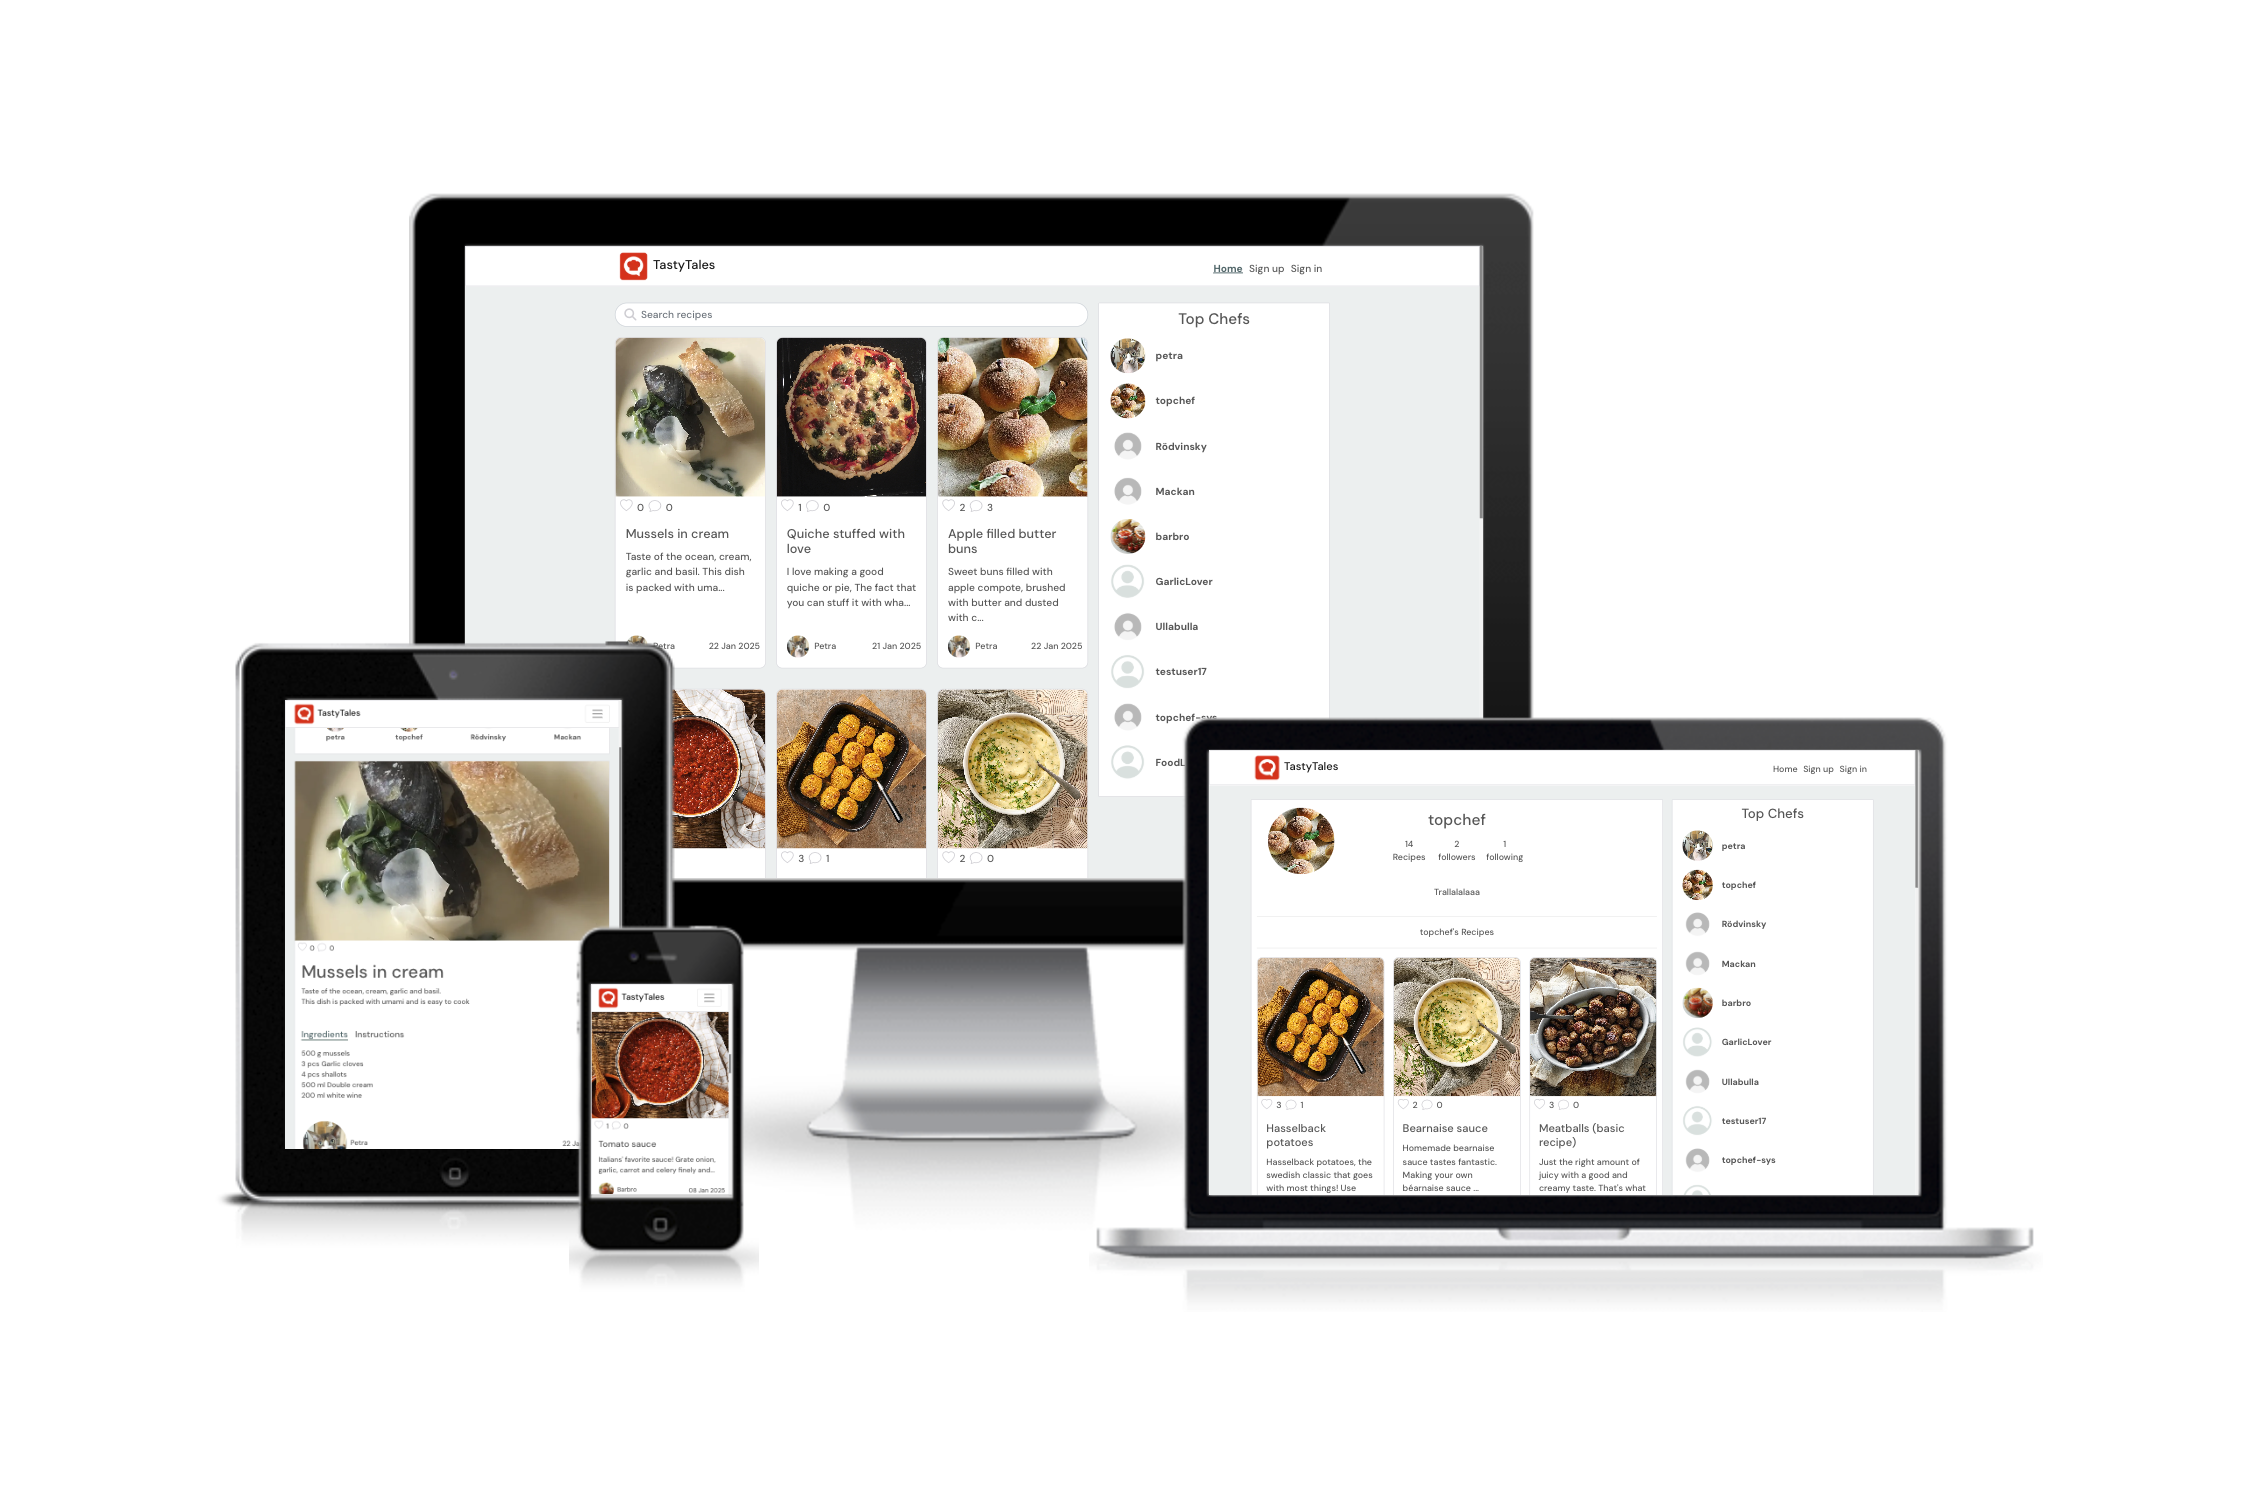 TastyTales
Home Sign up Sign in
Search recipes
0 0
Mussels in cream
Taste of the ocean, cream,
garlic and basil. This dish
is packed with uma...
Petra 22 Jan 2025
1 0
Quiche stuffed with
love
I love making a good
quiche or pie, The fact that
you can stuff it with wha...
Petra 21 Jan 2025
2 3
Apple filled butter
buns
Sweet buns filled with
apple compote, brushed
with butter and dusted
with c...
Petra 22 Jan 2025
3 1
2 0
Top Chefs
petra
topchef
Rödvinsky
Mackan
barbro
GarlicLover
Ullabulla
testuser17
topchef-sys
FoodL
TastyTales
petra topchef Rödvinsky Mackan
0 0
Mussels in cream
Taste of the ocean, cream, garlic and basil.
This dish is packed with umami and is easy to cook
Ingredients Instructions
500 g mussels
3 pcs Garlic cloves
4 pcs shallots
500 ml Double cream
200 ml white wine
Petra 22 Ja
TastyTales
1 0
Tomato sauce
Italians' favorite sauce! Grate onion,
garlic, carrot and celery finely and...
Barbro 08 Jan 2025
TastyTales
Home Sign up Sign in
topchef
14 2 1
Recipes followers following
Trallalalaaa
topchef's Recipes
3 1
Hasselback
potatoes
Hasselback potatoes, the
swedish classic that goes
with most things! Use
2 0
Bearnaise sauce
Homemade bearnaise
sauce tastes fantastic.
Making your own
béarnaise sauce ...
3 0
Meatballs (basic
recipe)
Just the right amount of
juicy with a good and
creamy taste. That's what
Top Chefs
petra
topchef
Rödvinsky
Mackan
barbro
GarlicLover
Ullabulla
testuser17
topchef-sys